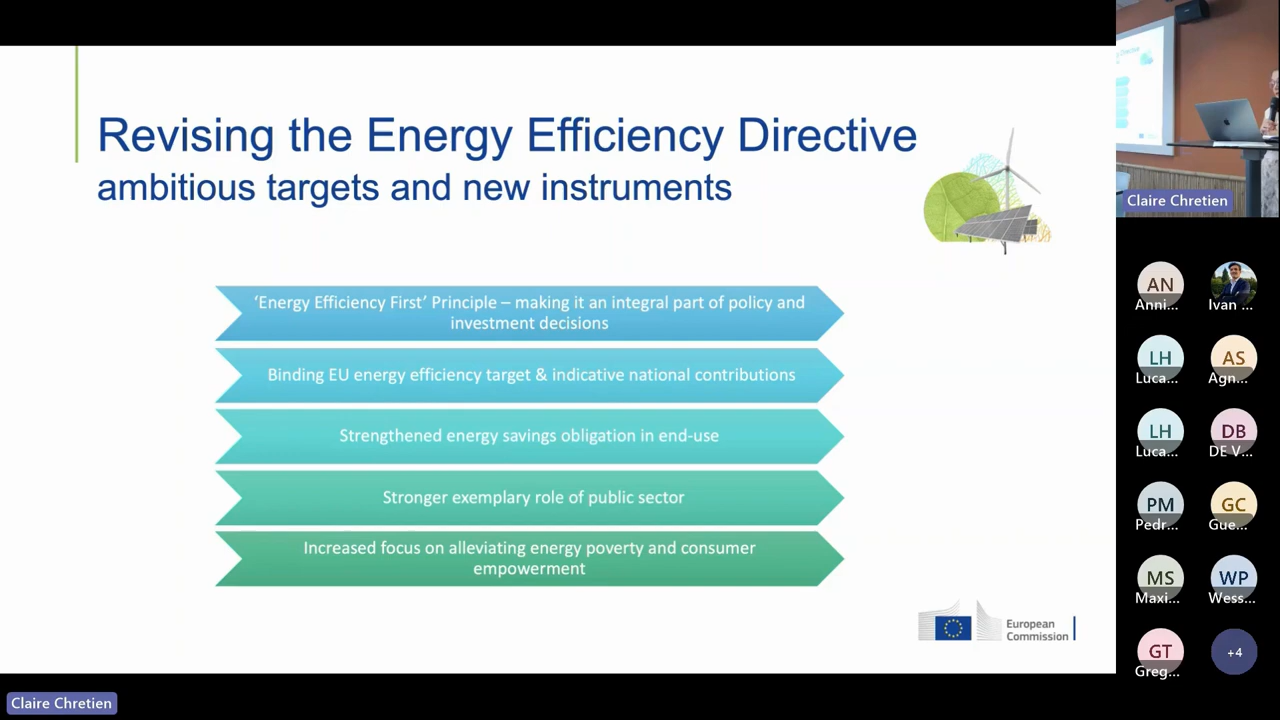 Revising the Energy Efficiency Directive
ambitious targets and new instruments
‘Energy Efficiency First’ Principle – making it an integral part of policy and
investment decisions
Binding EU energy efficiency target & indicative national contributions
Strengthened energy savings obligation in end-use
Stronger exemplary role of public sector
Increased focus on alleviating energy poverty and consumer
empowerment
European
Commission
Claire Chretien
Claire Chretien
AN
Anni...
Ivan ...
LH
Luca...
AS
Agn...
LH
Luca...
DB
DE V...
PM
Pedr...
GC
Gue...
MS
Maxi...
WP
Wess...
GT
Greg...
+4